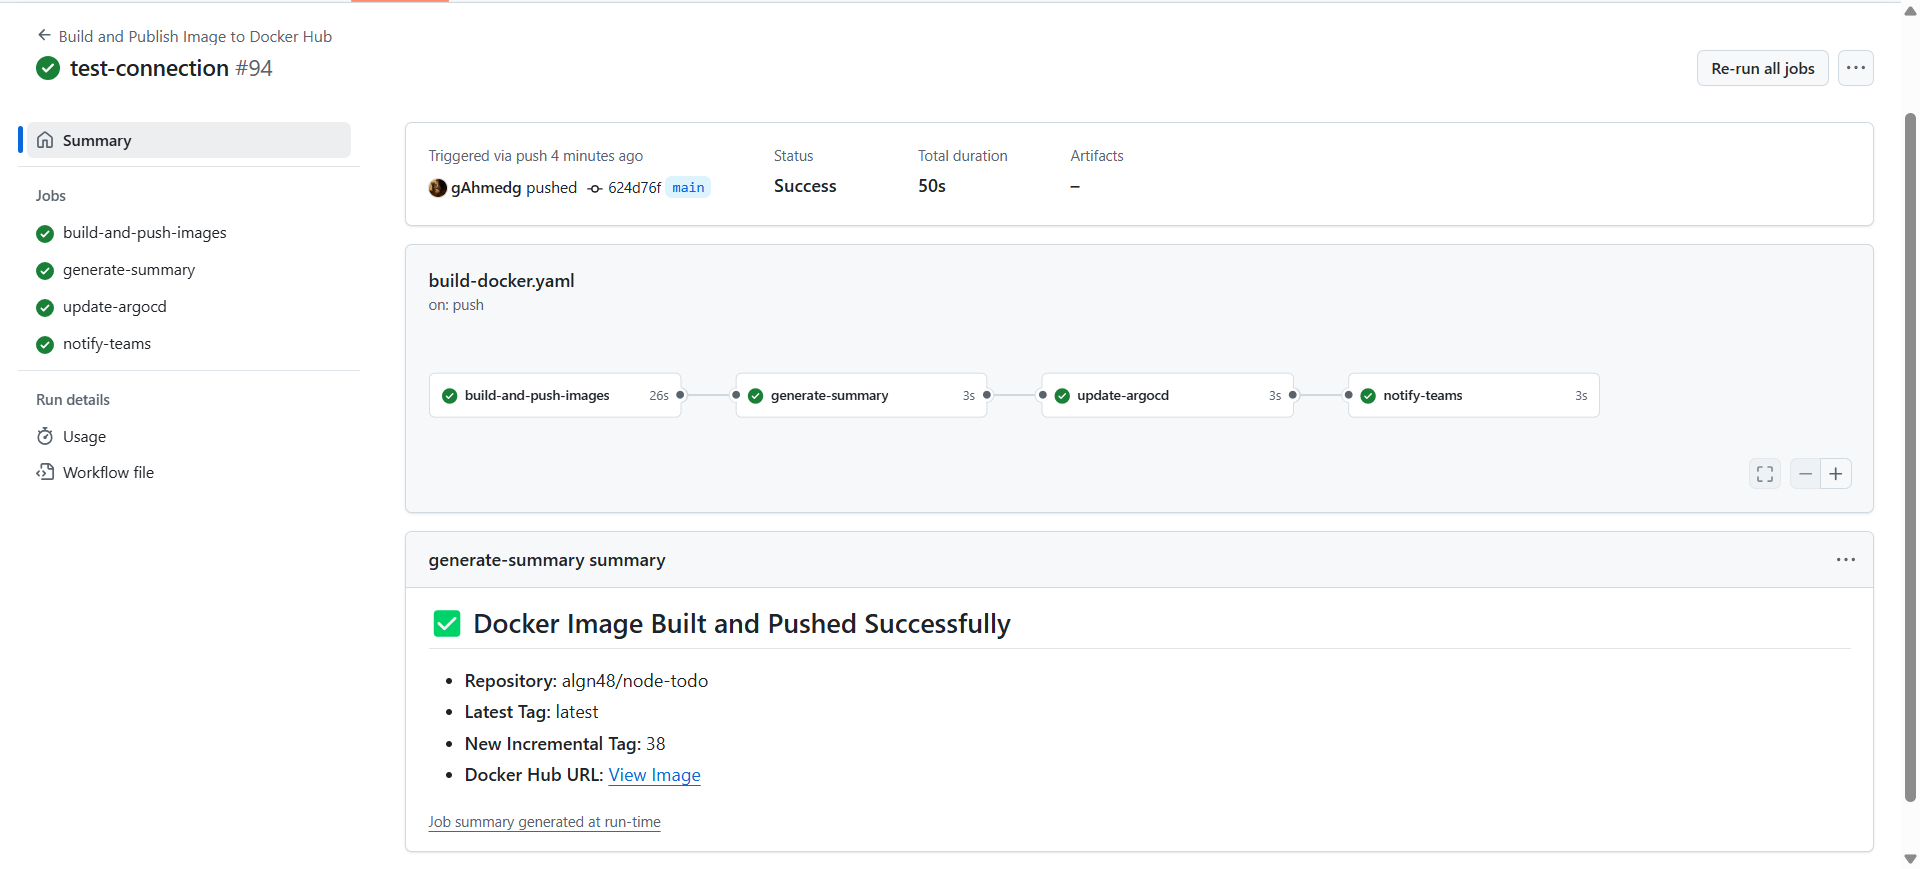 Build and Publish Image to Docker Hub
test-connection #94
Re-run all jobs
Summary
Jobs
build-and-push-images
generate-summary
update-argocd
notify-teams
Run details
Usage
Workflow file
Triggered via push 4 minutes ago
gAhmedg pushed 624d76f main
Status
Success
Total duration
50s
Artifacts
–
build-docker.yaml
on: push
build-and-push-images 26s
generate-summary 3s
update-argocd 3s
notify-teams 3s
generate-summary summary
✅ Docker Image Built and Pushed Successfully
• Repository: algn48/node-todo
• Latest Tag: latest
• New Incremental Tag: 38
• Docker Hub URL: View Image
Job summary generated at run-time